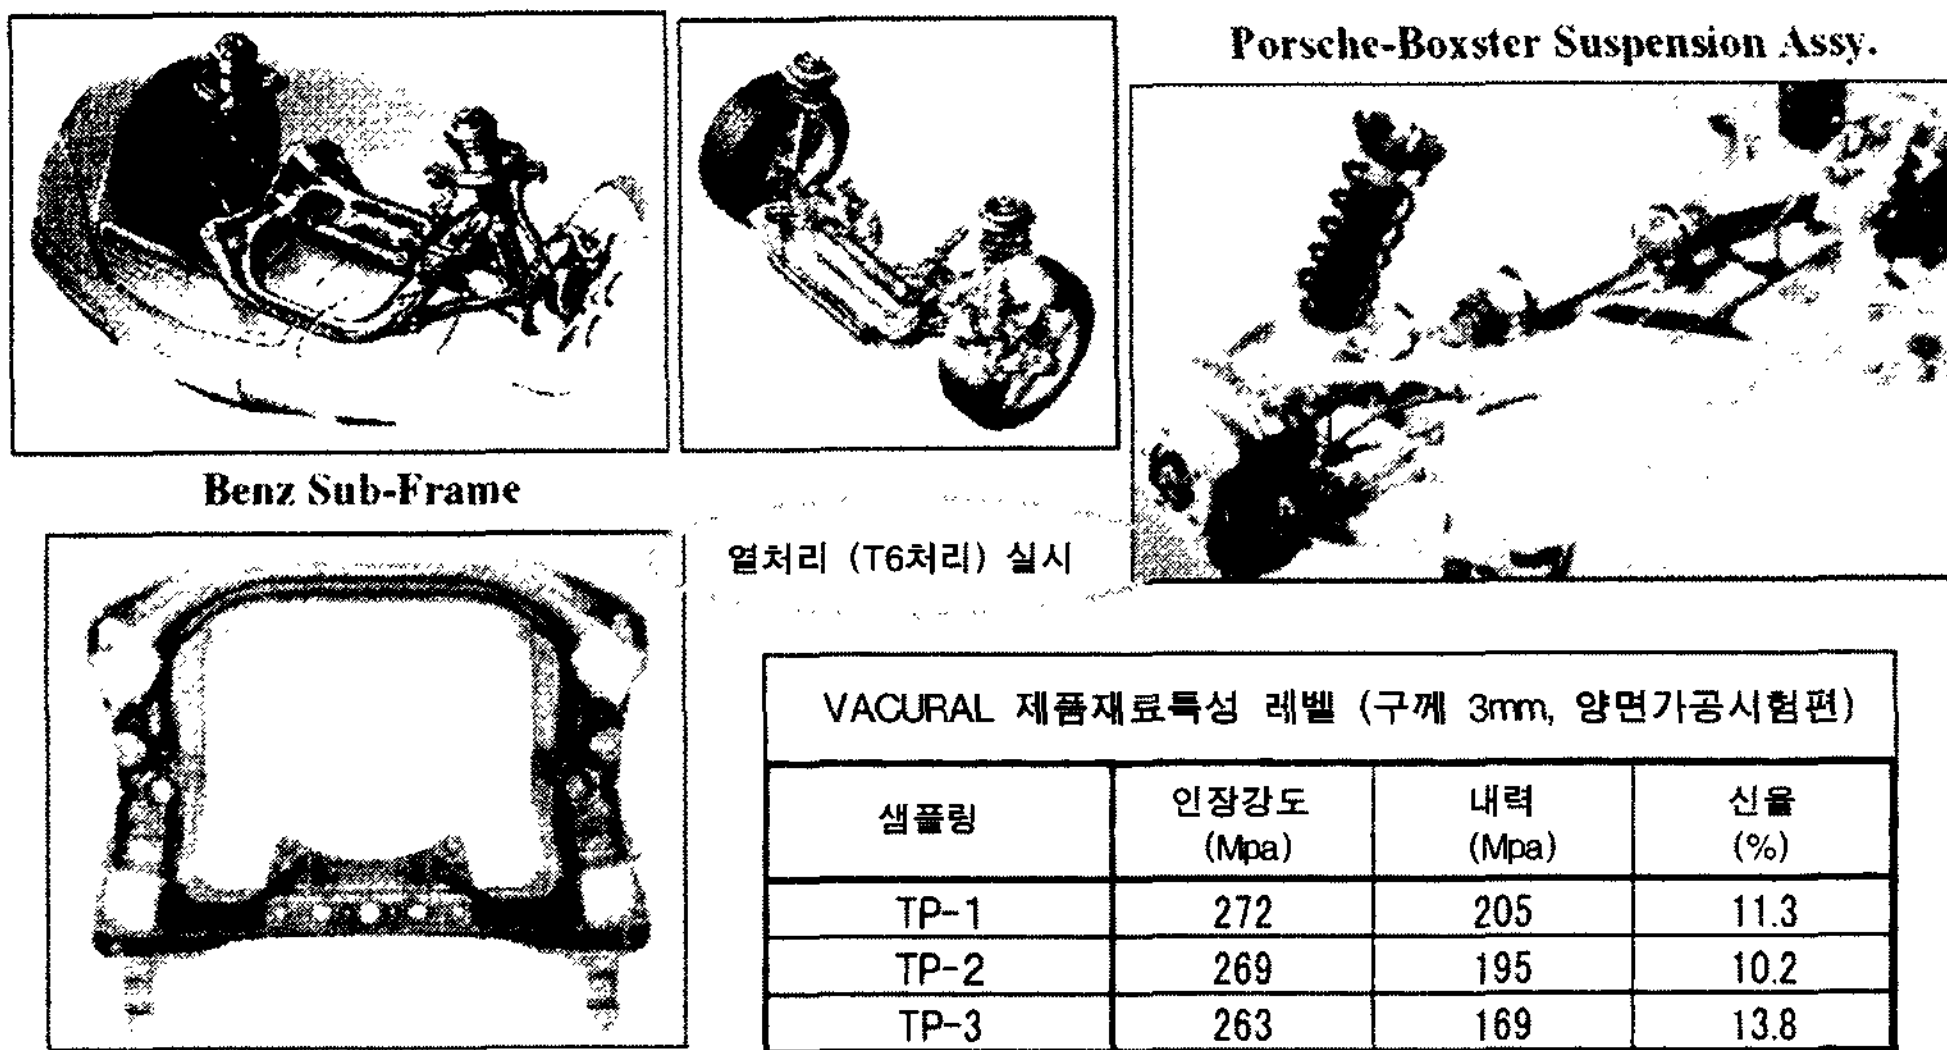 Porsche-Boxster Suspension Assy.
Benz Sub-Frame
열처리 (T6처리) 실시
VACURAL 제품재료특성 레벨 (구께 3mm, 양면가공시험편)
샘플링 인장강도 (Mpa) 내력 (Mpa) 신율 (%)
TP-1 272 205 11.3
TP-2 269 195 10.2
TP-3 263 169 13.8